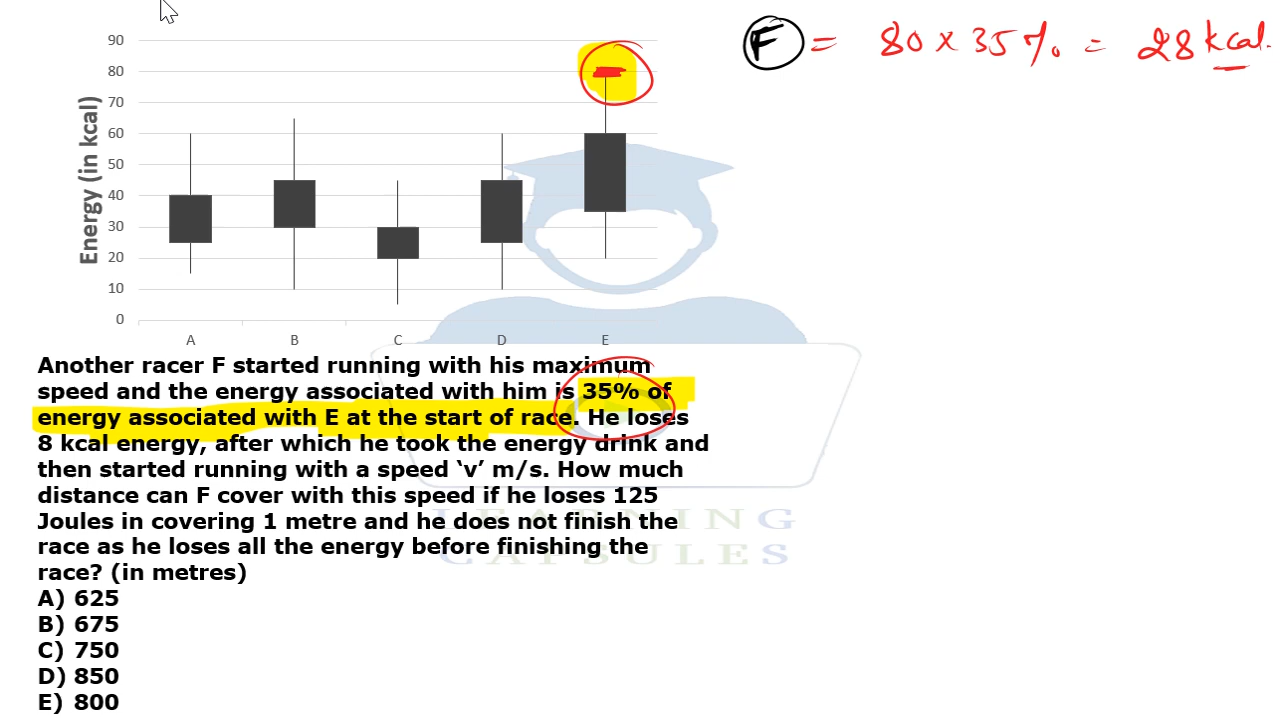 F = 80 x 35% = 28 kcal.
90
80
70
60
50
40
30
20
10
0
Energy (in kcal)
A B C D E
Another racer F started running with his maximum
speed and the energy associated with him is 35% of
energy associated with E at the start of race. He loses
8 kcal energy, after which he took the energy drink and
then started running with a speed ‘v’ m/s. How much
distance can F cover with this speed if he loses 125
Joules in covering 1 metre and he does not finish the
race as he loses all the energy before finishing the
race? (in metres)
A) 625
B) 675
C) 750
D) 850
E) 800
LEARNING
CAPSULES